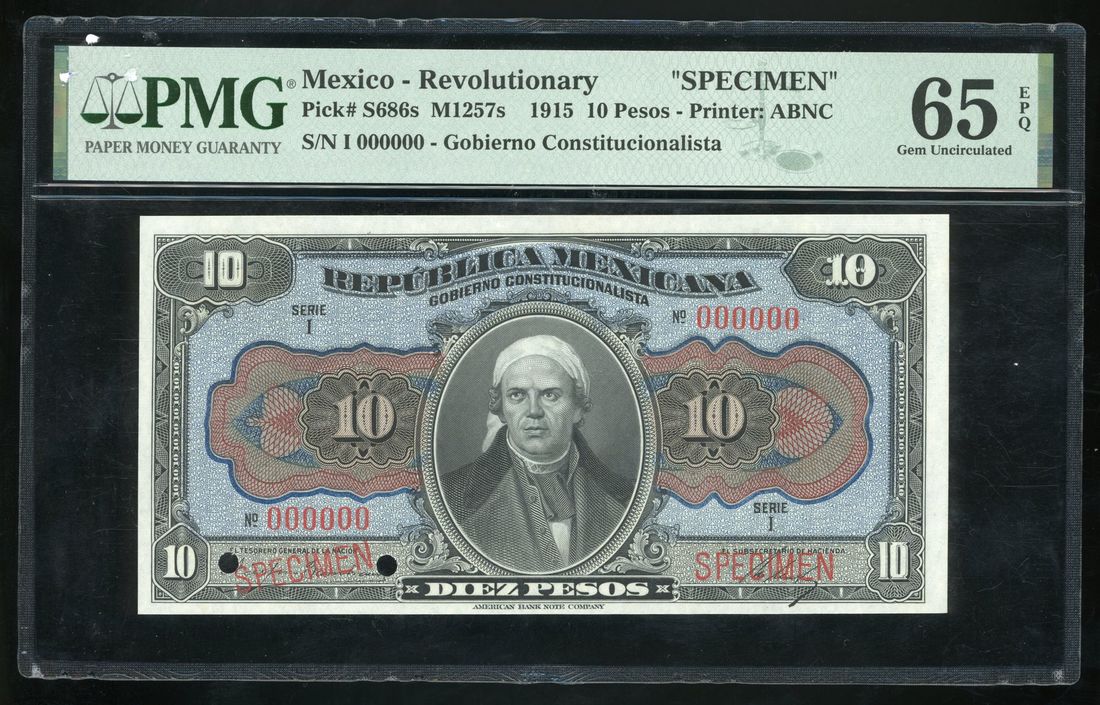 PMG®
PAPER MONEY GUARANTY
Mexico - Revolutionary "SPECIMEN"
Pick# S686s M1257s 1915 10 Pesos - Printer: ABNC
S/N I 000000 - Gobierno Constitucionalista
65 EPQ
Gem Uncirculated
10 10
REPÚBLICA MEXICANA
GOBIERNO CONSTITUCIONALISTA
SERIE
I
Nº 000000
10 10
Nº 000000
SERIE
I
EL TESORERO GENERAL DE LA NACION EL SUBSECRETARIO DE HACIENDA
10 SPECIMEN SPECIMEN 10
DIEZ PESOS
AMERICAN BANK NOTE COMPANY